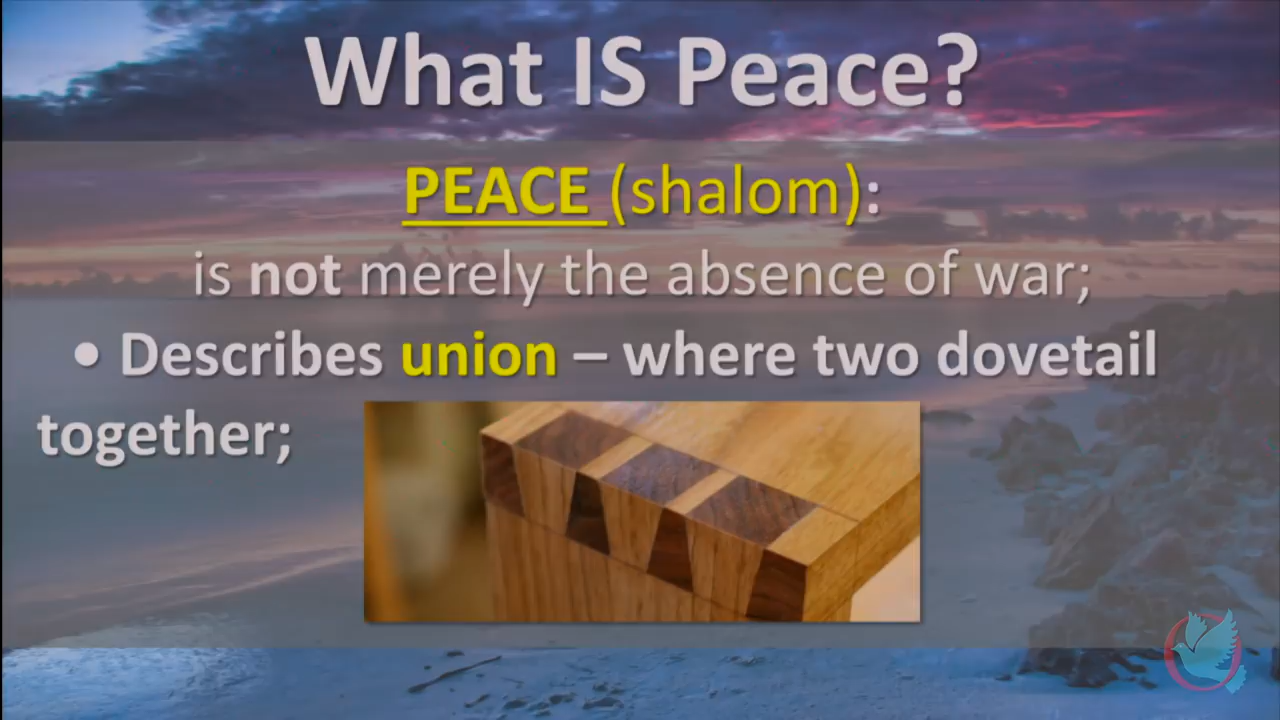 What IS Peace?
PEACE (shalom):
is not merely the absence of war;
• Describes union – where two dovetail
together;